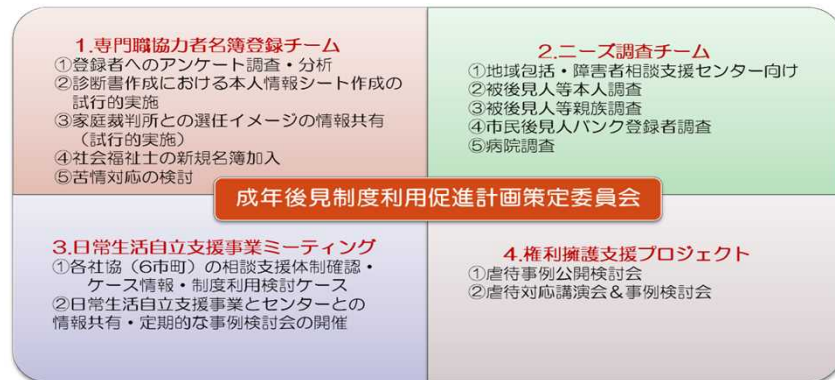 1.専門職協力者名簿登録チーム
①登録者へのアンケート調査・分析
②診断書作成における本人情報シート作成の
試行的実施
③家庭裁判所との選任イメージの情報共有
（試行的実施）
④社会福祉士の新規名簿加入
⑤苦情対応の検討
2.ニーズ調査チーム
①地域包括・障害者相談支援センター向け
②被後見人等本人調査
③被後見人等親族調査
④市民後見人バンク登録者調査
⑤病院調査
成年後見制度利用促進計画策定委員会
3.日常生活自立支援事業ミーティング
①各社協（6市町）の相談支援体制確認・
ケース情報・制度利用検討ケース
②日常生活自立支援事業とセンターとの
情報共有・定期的な事例検討会の開催
4.権利擁護支援プロジェクト
①虐待事例公開検討会
②虐待対応講演会＆事例検討会